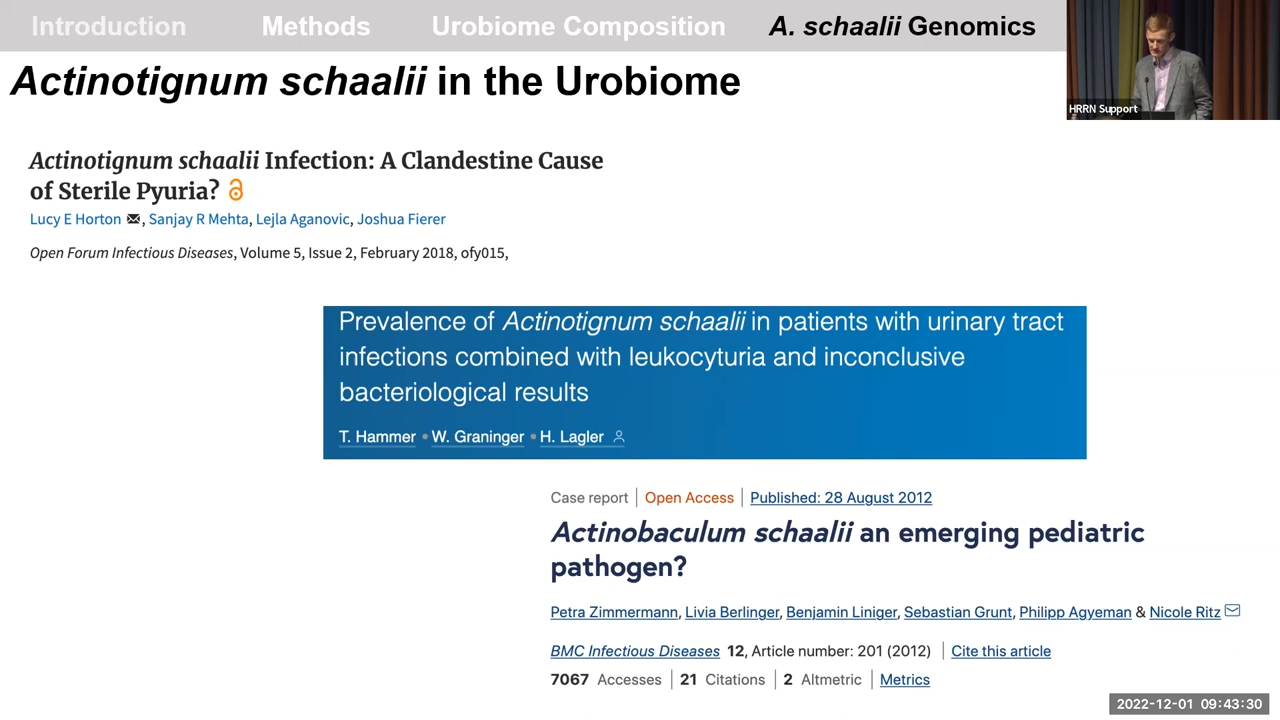 Introduction Methods Urobiome Composition A. schaalii Genomics
HRRN Support
Actinotignum schaalii in the Urobiome
Actinotignum schaalii Infection: A Clandestine Cause
of Sterile Pyuria?
Lucy E Horton, Sanjay R Mehta, Lejla Aganovic, Joshua Fierer
Open Forum Infectious Diseases, Volume 5, Issue 2, February 2018, ofy015,
Prevalence of Actinotignum schaalii in patients with urinary tract
infections combined with leukocyturia and inconclusive
bacteriological results
T. Hammer • W. Graninger • H. Lagler
Case report | Open Access | Published: 28 August 2012
Actinobaculum schaalii an emerging pediatric
pathogen?
Petra Zimmermann, Livia Berlinger, Benjamin Liniger, Sebastian Grunt, Philipp Agyeman & Nicole Ritz
BMC Infectious Diseases 12, Article number: 201 (2012) | Cite this article
7067 Accesses | 21 Citations | 2 Altmetric | Metrics
2022-12-01 09:43:30